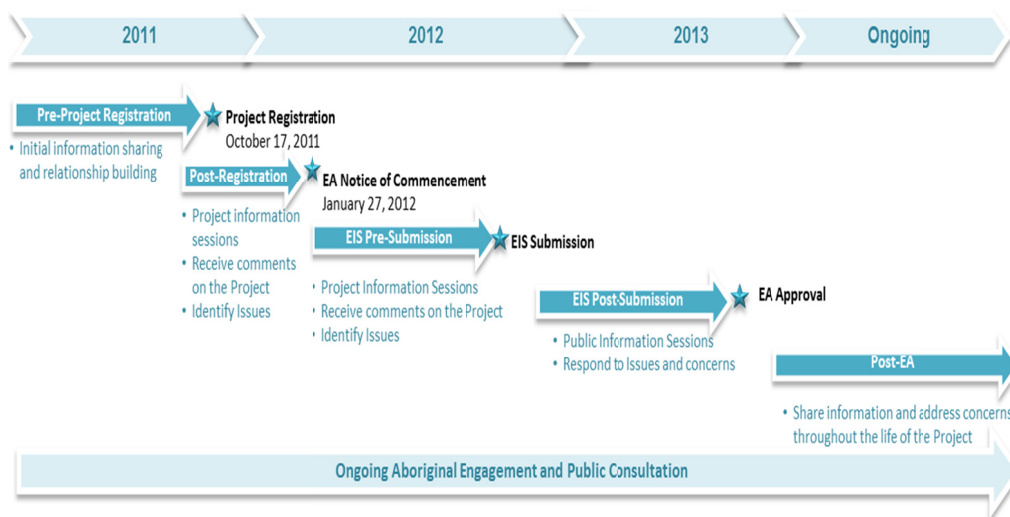 2011
2012
2013
Ongoing
Pre-Project Registration
Project Registration
October 17, 2011
• Initial information sharing
and relationship building
Post-Registration
EA Notice of Commencement
January 27, 2012
• Project information
sessions
• Receive comments
on the Project
• Identify Issues
EIS Pre-Submission
EIS Submission
• Project Information Sessions
• Receive comments on the Project
• Identify Issues
EIS Post-Submission
EA Approval
• Public Information Sessions
• Respond to Issues and concerns
Post-EA
• Share information and address concerns
throughout the life of the Project
Ongoing Aboriginal Engagement and Public Consultation